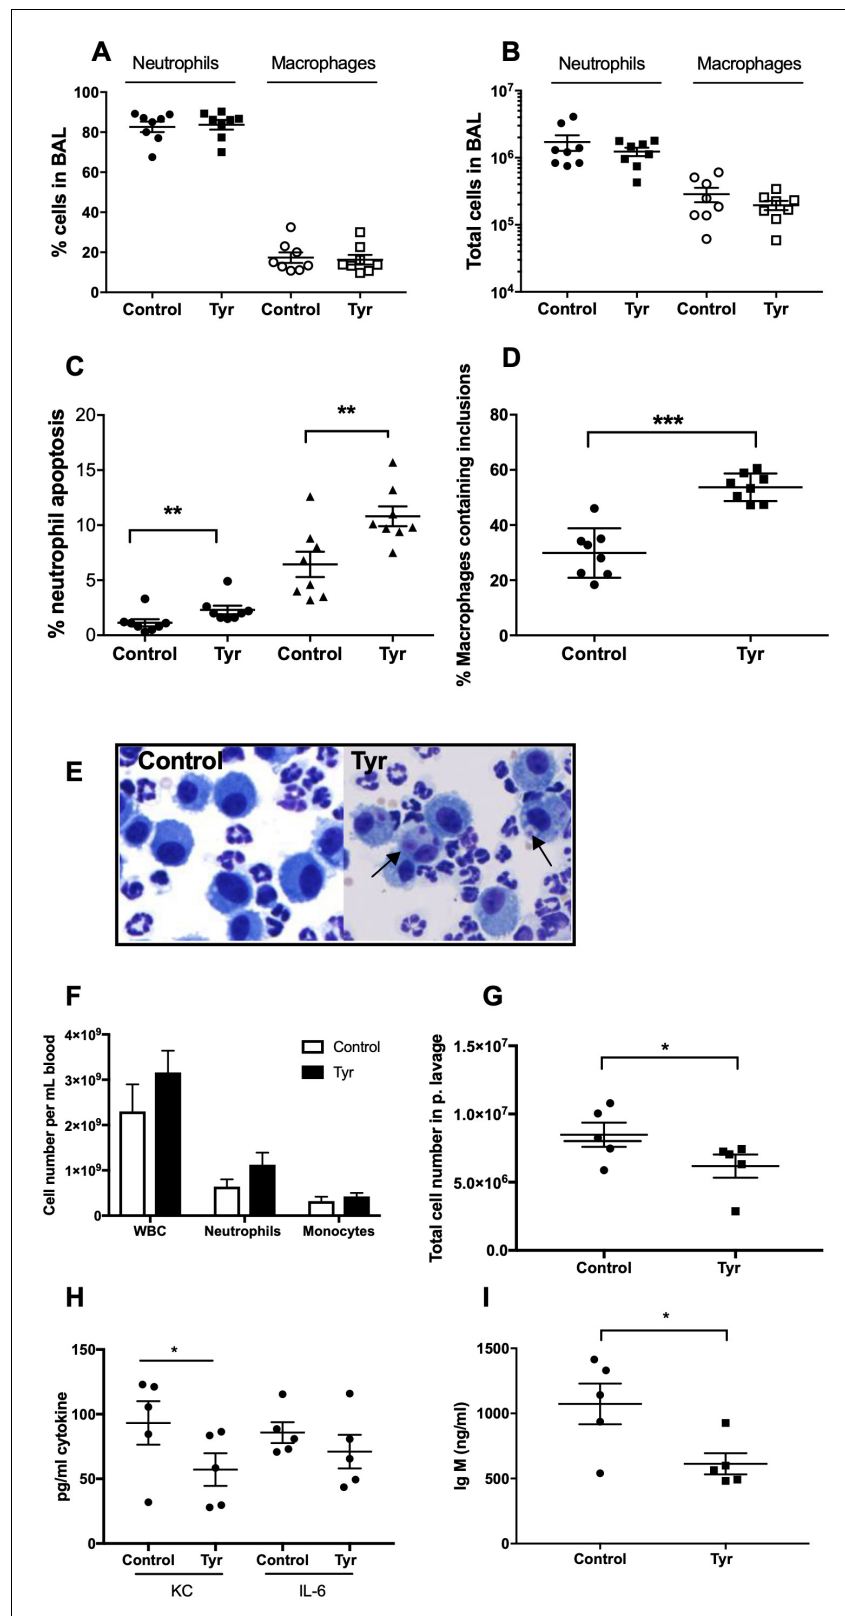 A
Neutrophils Macrophages
% cells in BAL
100
80
60
40
20
0
Control Tyr Control Tyr
B
Neutrophils Macrophages
Total cells in BAL
10⁷
10⁶
10⁵
10⁴
Control Tyr Control Tyr
C
% neutrophil apoptosis
20
15
10
5
0
** **
Control Tyr Control Tyr
D
% Macrophages containing inclusions
80
60
40
20
0
***
Control Tyr
E
Control Tyr
F
Cell number per mL blood
4×10⁹
3×10⁹
2×10⁹
1×10⁹
0
Control
Tyr
WBC Neutrophils Monocytes
G
Total cell number in p. lavage
1.5×10⁷
1.0×10⁷
5.0×10⁶
0.0
*
Control Tyr
H
pg/ml cytokine
150
100
50
0
*
Control Tyr Control Tyr
KC IL-6
I
Ig M (ng/ml)
1500
1000
500
0
*
Control Tyr